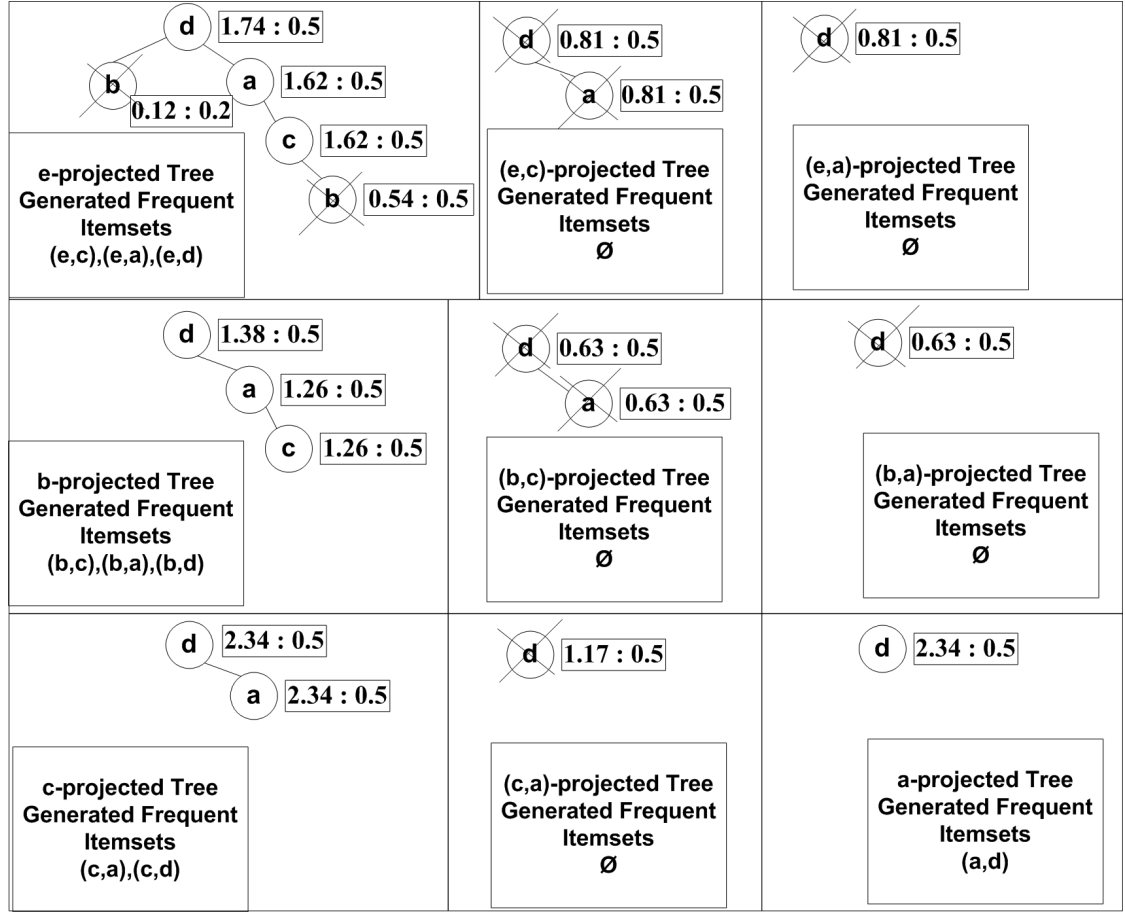 d 1.74 : 0.5
b 0.12 : 0.2
a 1.62 : 0.5
c 1.62 : 0.5
b 0.54 : 0.5
e-projected Tree
Generated Frequent
Itemsets
(e,c),(e,a),(e,d)
d 0.81 : 0.5
a 0.81 : 0.5
(e,c)-projected Tree
Generated Frequent
Itemsets
Ø
d 0.81 : 0.5
(e,a)-projected Tree
Generated Frequent
Itemsets
Ø
d 1.38 : 0.5
a 1.26 : 0.5
c 1.26 : 0.5
b-projected Tree
Generated Frequent
Itemsets
(b,c),(b,a),(b,d)
d 0.63 : 0.5
a 0.63 : 0.5
(b,c)-projected Tree
Generated Frequent
Itemsets
Ø
d 0.63 : 0.5
(b,a)-projected Tree
Generated Frequent
Itemsets
Ø
d 2.34 : 0.5
a 2.34 : 0.5
c-projected Tree
Generated Frequent
Itemsets
(c,a),(c,d)
d 1.17 : 0.5
(c,a)-projected Tree
Generated Frequent
Itemsets
Ø
d 2.34 : 0.5
a-projected Tree
Generated Frequent
Itemsets
(a,d)